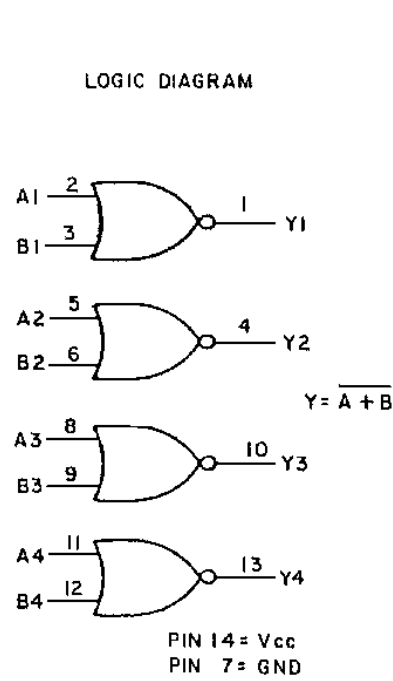 LOGIC DIAGRAM
A1 2 1 Y1
B1 3
A2 5 4 Y2
B2 6
Y = A + B
A3 8 10 Y3
B3 9
A4 11 13 Y4
B4 12
PIN 14 = Vcc
PIN 7 = GND